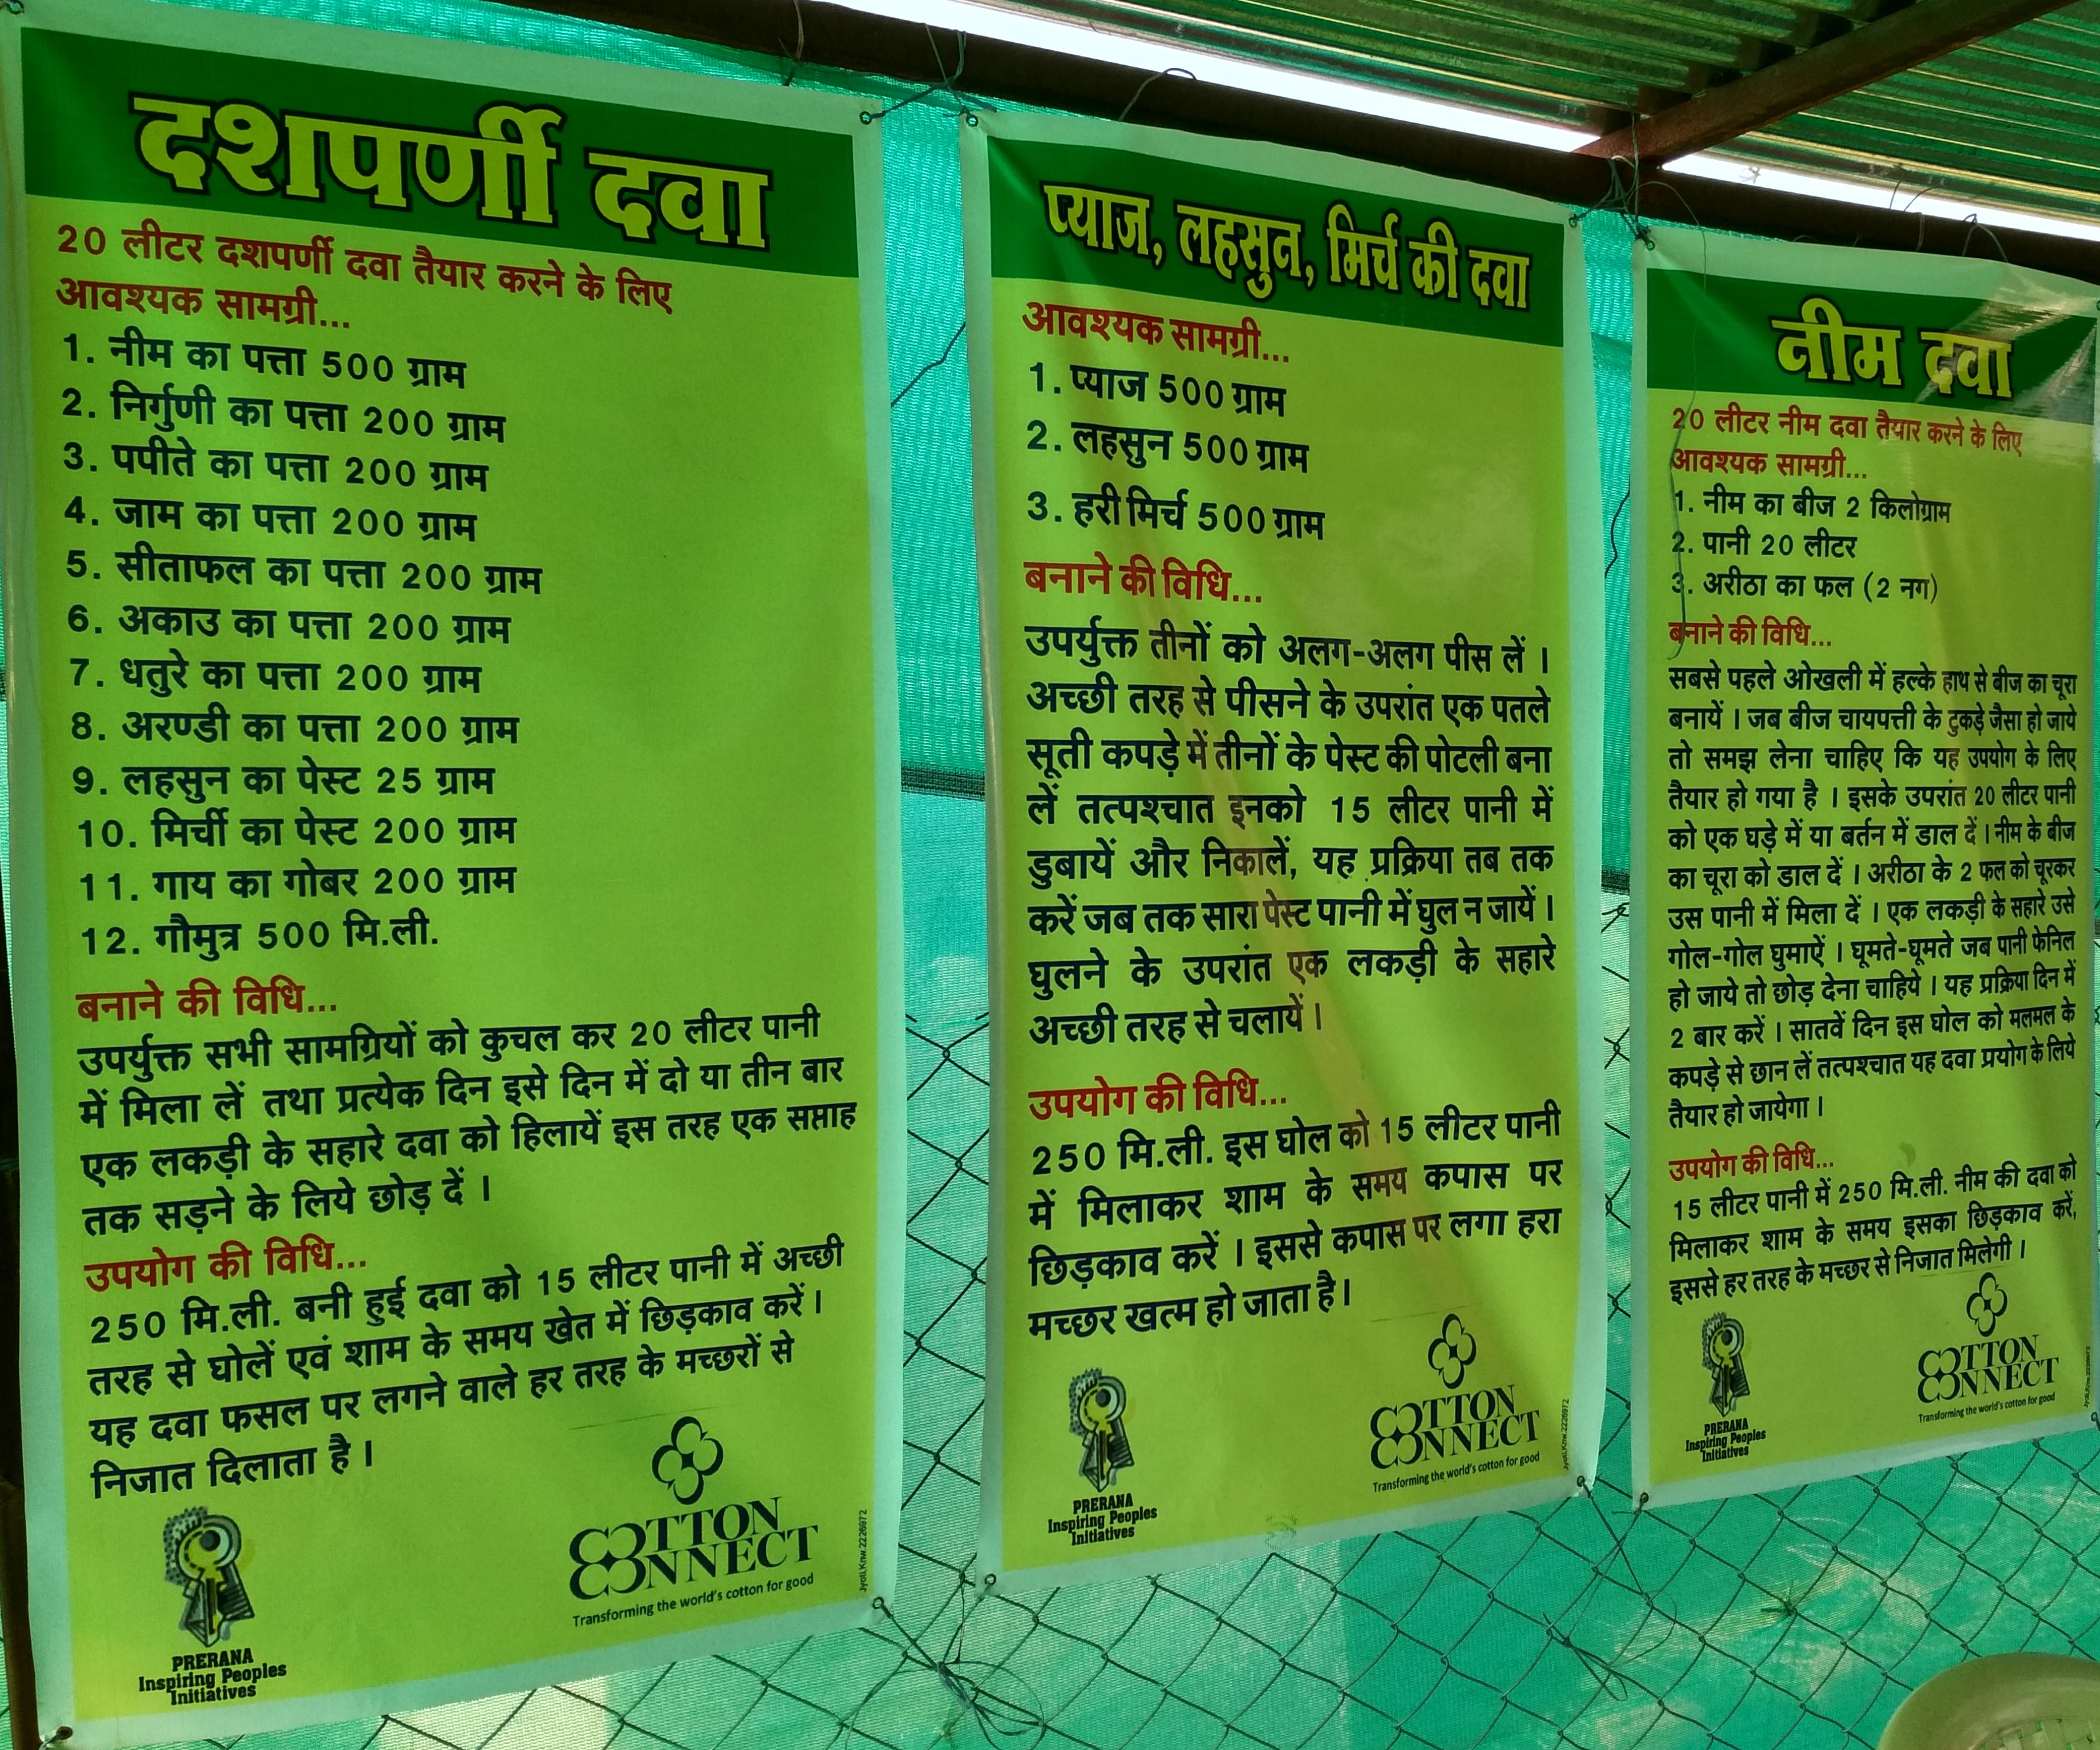 दशपर्णी दवा
20 लीटर दशपर्णी दवा तैयार करने के लिए
आवश्यक सामग्री...
1. नीम का पत्ता 500 ग्राम
2. निर्गुणी का पत्ता 200 ग्राम
3. पपीते का पत्ता 200 ग्राम
4. जाम का पत्ता 200 ग्राम
5. सीताफल का पत्ता 200 ग्राम
6. अकाउ का पत्ता 200 ग्राम
7. धतुरे का पत्ता 200 ग्राम
8. अरण्डी का पत्ता 200 ग्राम
9. लहसुन का पेस्ट 25 ग्राम
10. मिर्ची का पेस्ट 200 ग्राम
11. गाय का गोबर 200 ग्राम
12. गौमुत्र 500 मि.ली.
बनाने की विधि...
उपर्युक्त सभी सामग्रियों को कुचल कर 20 लीटर पानी
में मिला लें तथा प्रत्येक दिन इसे दिन में दो या तीन बार
एक लकड़ी के सहारे दवा को हिलायें इस तरह एक सप्ताह
तक सड़ने के लिये छोड़ दें ।
उपयोग की विधि...
250 मि.ली. बनी हुई दवा को 15 लीटर पानी में अच्छी
तरह से घोलें एवं शाम के समय खेत में छिड़काव करें ।
यह दवा फसल पर लगने वाले हर तरह के मच्छरों से
निजात दिलाता है ।
PRERANA
Inspiring Peoples
Initiatives
COTTON
CONNECT
Transforming the world's cotton for good
Jyoti.Knw.2226972
प्याज, लहसुन, मिर्च की दवा
आवश्यक सामग्री...
1. प्याज 500 ग्राम
2. लहसुन 500 ग्राम
3. हरी मिर्च 500 ग्राम
बनाने की विधि...
उपर्युक्त तीनों को अलग-अलग पीस लें ।
अच्छी तरह से पीसने के उपरांत एक पतले
सूती कपड़े में तीनों के पेस्ट की पोटली बना
लें तत्पश्चात इनको 15 लीटर पानी में
डुबायें और निकालें, यह प्रक्रिया तब तक
करें जब तक सारा पेस्ट पानी में घुल न जायें ।
घुलने के उपरांत एक लकड़ी के सहारे
अच्छी तरह से चलायें ।
उपयोग की विधि...
250 मि.ली. इस घोल को 15 लीटर पानी
में मिलाकर शाम के समय कपास पर
छिड़काव करें । इससे कपास पर लगा हरा
मच्छर खत्म हो जाता है ।
PRERANA
Inspiring Peoples
Initiatives
COTTON
CONNECT
Transforming the world's cotton for good
Jyoti.Knw.2226972
नीम दवा
20 लीटर नीम दवा तैयार करने के लिए
आवश्यक सामग्री...
1. नीम का बीज 2 किलोग्राम
2. पानी 20 लीटर
3. अरीठा का फल (2 नग)
बनाने की विधि...
सबसे पहले ओखली में हल्के हाथ से बीज का चूरा
बनायें । जब बीज चायपत्ती के टुकड़े जैसा हो जाये
तो समझ लेना चाहिए कि यह उपयोग के लिए
तैयार हो गया है । इसके उपरांत 20 लीटर पानी
को एक घड़े में या बर्तन में डाल दें । नीम के बीज
का चूरा को डाल दें । अरीठा के 2 फल को चूरकर
उस पानी में मिला दें । एक लकड़ी के सहारे उसे
गोल-गोल घुमाऐं । घूमते-घूमते जब पानी फेनिल
हो जाये तो छोड़ देना चाहिये । यह प्रक्रिया दिन में
2 बार करें । सातवें दिन इस घोल को मलमल के
कपड़े से छान लें तत्पश्चात यह दवा प्रयोग के लिये
तैयार हो जायेगा ।
उपयोग की विधि...
15 लीटर पानी में 250 मि.ली. नीम की दवा को
मिलाकर शाम के समय इसका छिड़काव करें,
इससे हर तरह के मच्छर से निजात मिलेगी ।
PRERANA
Inspiring Peoples
Initiatives
COTTON
CONNECT
Transforming the world's cotton for good